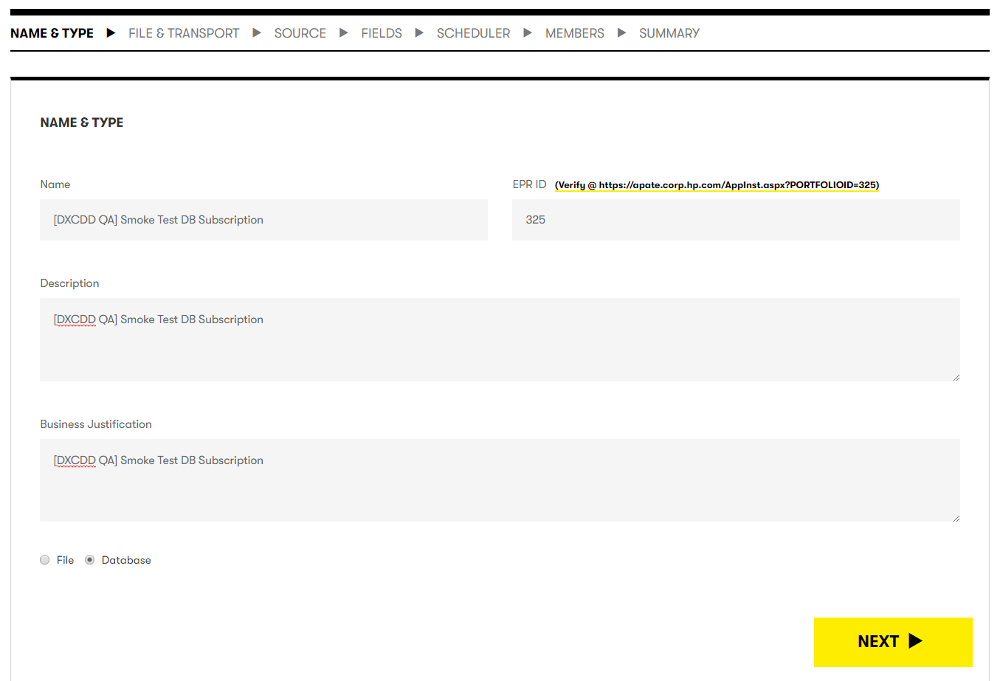 NAME & TYPE ▶ FILE & TRANSPORT ▶ SOURCE ▶ FIELDS ▶ SCHEDULER ▶ MEMBERS ▶ SUMMARY
NAME & TYPE
Name
EPR ID (Verify @ https://apate.corp.hp.com/AppInst.aspx?PORTFOLIOID=325)
[DXCDD QA] Smoke Test DB Subscription
325
Description
[DXCDD QA] Smoke Test DB Subscription
Business Justification
[DXCDD QA] Smoke Test DB Subscription
File
Database
NEXT ▶